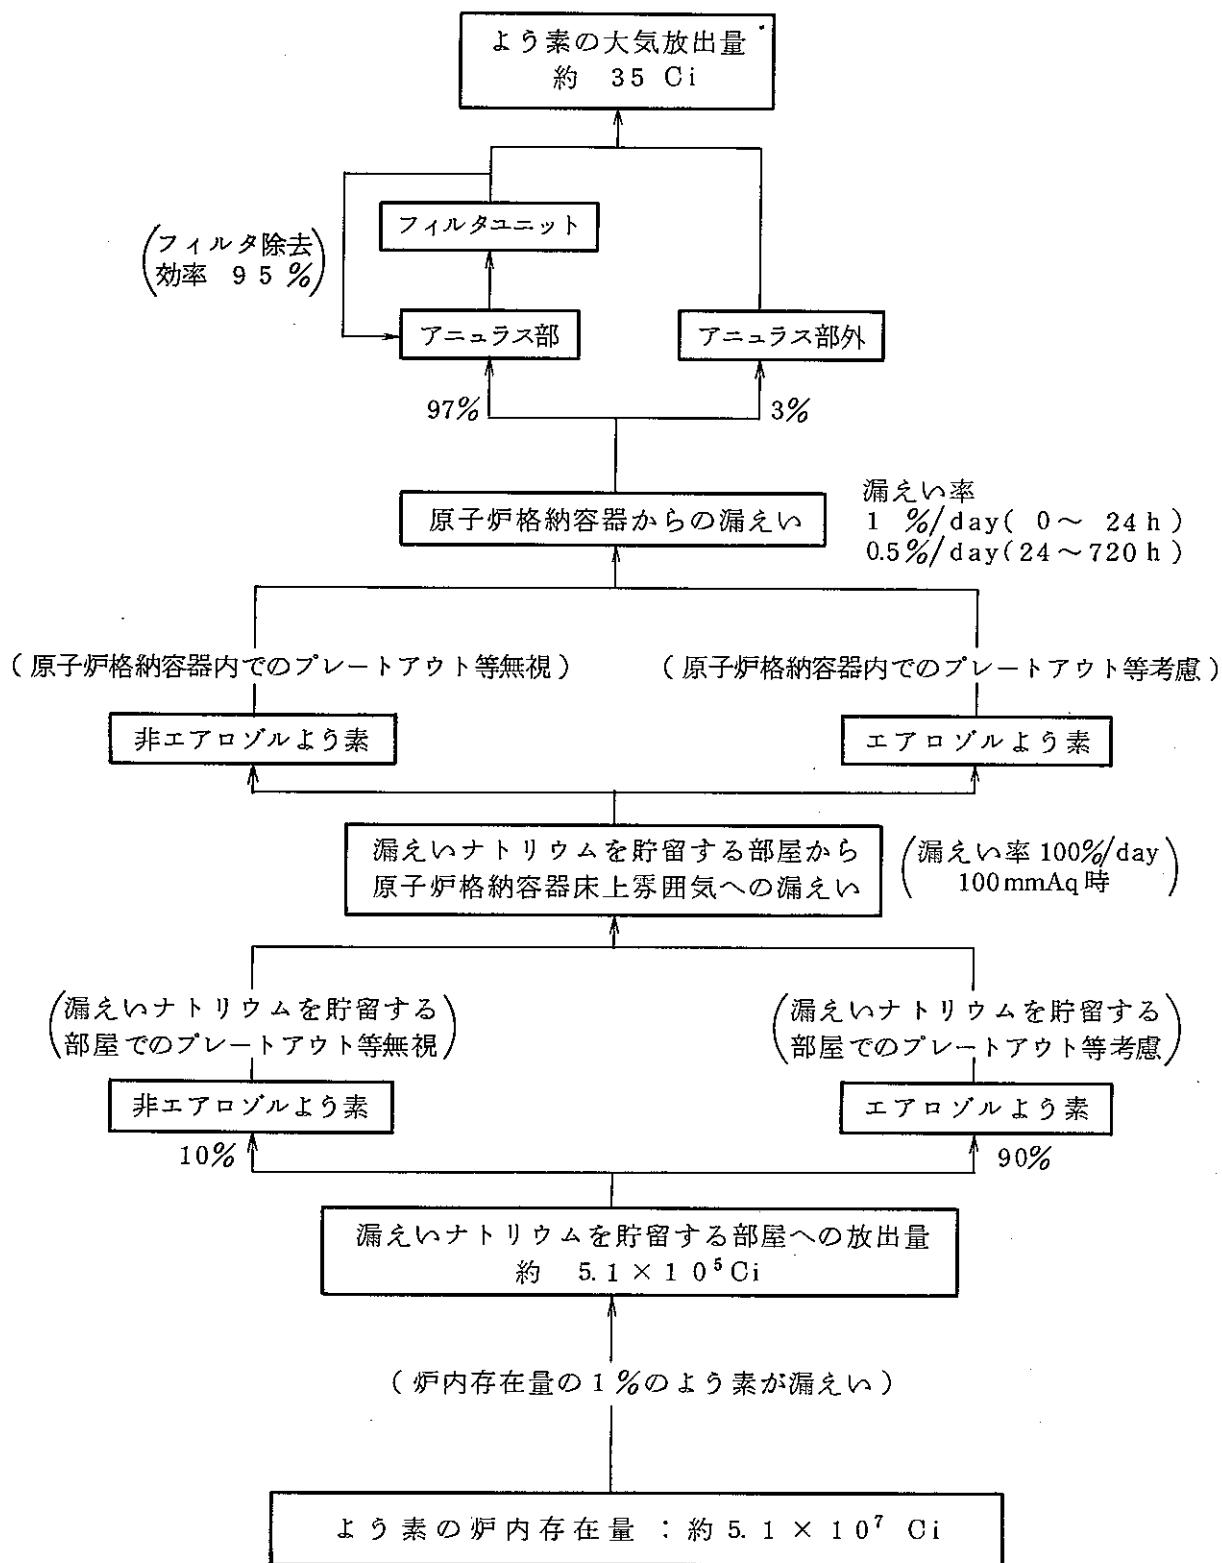 よう素の大気放出量
約 35 Ci
フィルタユニット
(フィルタ除去
効率 95%)
アニュラス部
アニュラス部外
97%
3%
原子炉格納容器からの漏えい
漏えい率
1 %/day( 0～ 24h)
0.5%/day(24～720h)
(原子炉格納容器内でのプレートアウト等無視)
(原子炉格納容器内でのプレートアウト等考慮)
非エアロゾルよう素
エアロゾルよう素
漏えいナトリウムを貯留する部屋から
原子炉格納容器床上雰囲気への漏えい
(漏えい率100%/day
100mmAq時)
(漏えいナトリウムを貯留する
部屋でのプレートアウト等無視)
(漏えいナトリウムを貯留する
部屋でのプレートアウト等考慮)
非エアロゾルよう素
エアロゾルよう素
10%
90%
漏えいナトリウムを貯留する部屋への放出量
約 5.1×10⁵Ci
(炉内存在量の1%のよう素が漏えい)
よう素の炉内存在量：約5.1×10⁷ Ci